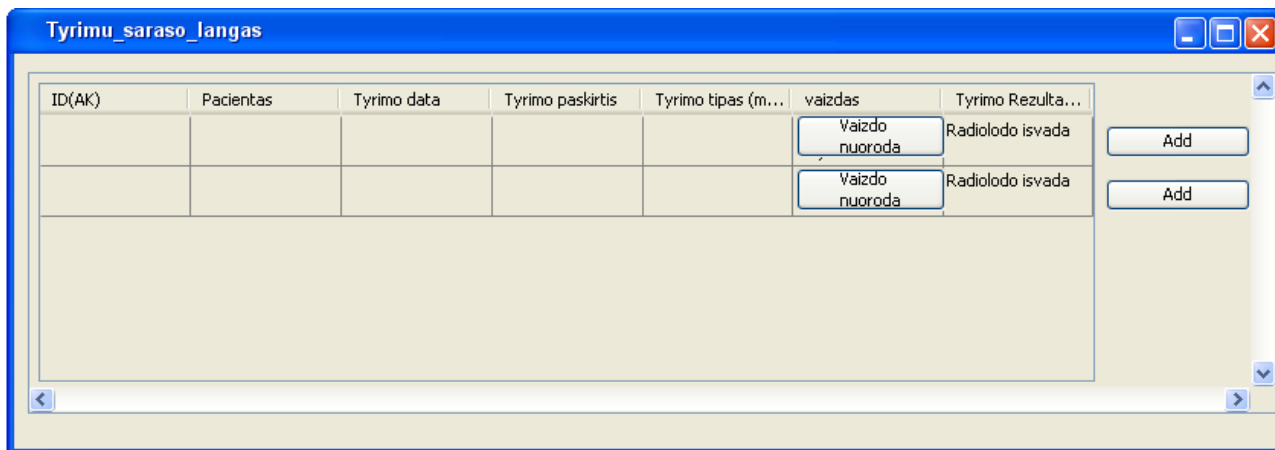 Tyrimu_saraso_langas
ID(AK) Pacientas Tyrimo data Tyrimo paskirtis Tyrimo tipas (m... vaizdas Tyrimo Rezulta...
Vaizdo nuoroda Radiolodo isvada Add
Vaizdo nuoroda Radiolodo isvada Add